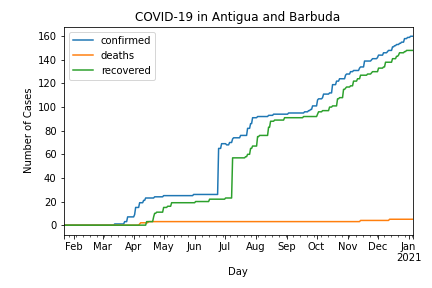 COVID-19 in Antigua and Barbuda
160
140
120
100
80
60
40
20
0
Number of Cases
confirmed
deaths
recovered
Feb Mar Apr May Jun Jul Aug Sep Oct Nov Dec Jan
2021
Day